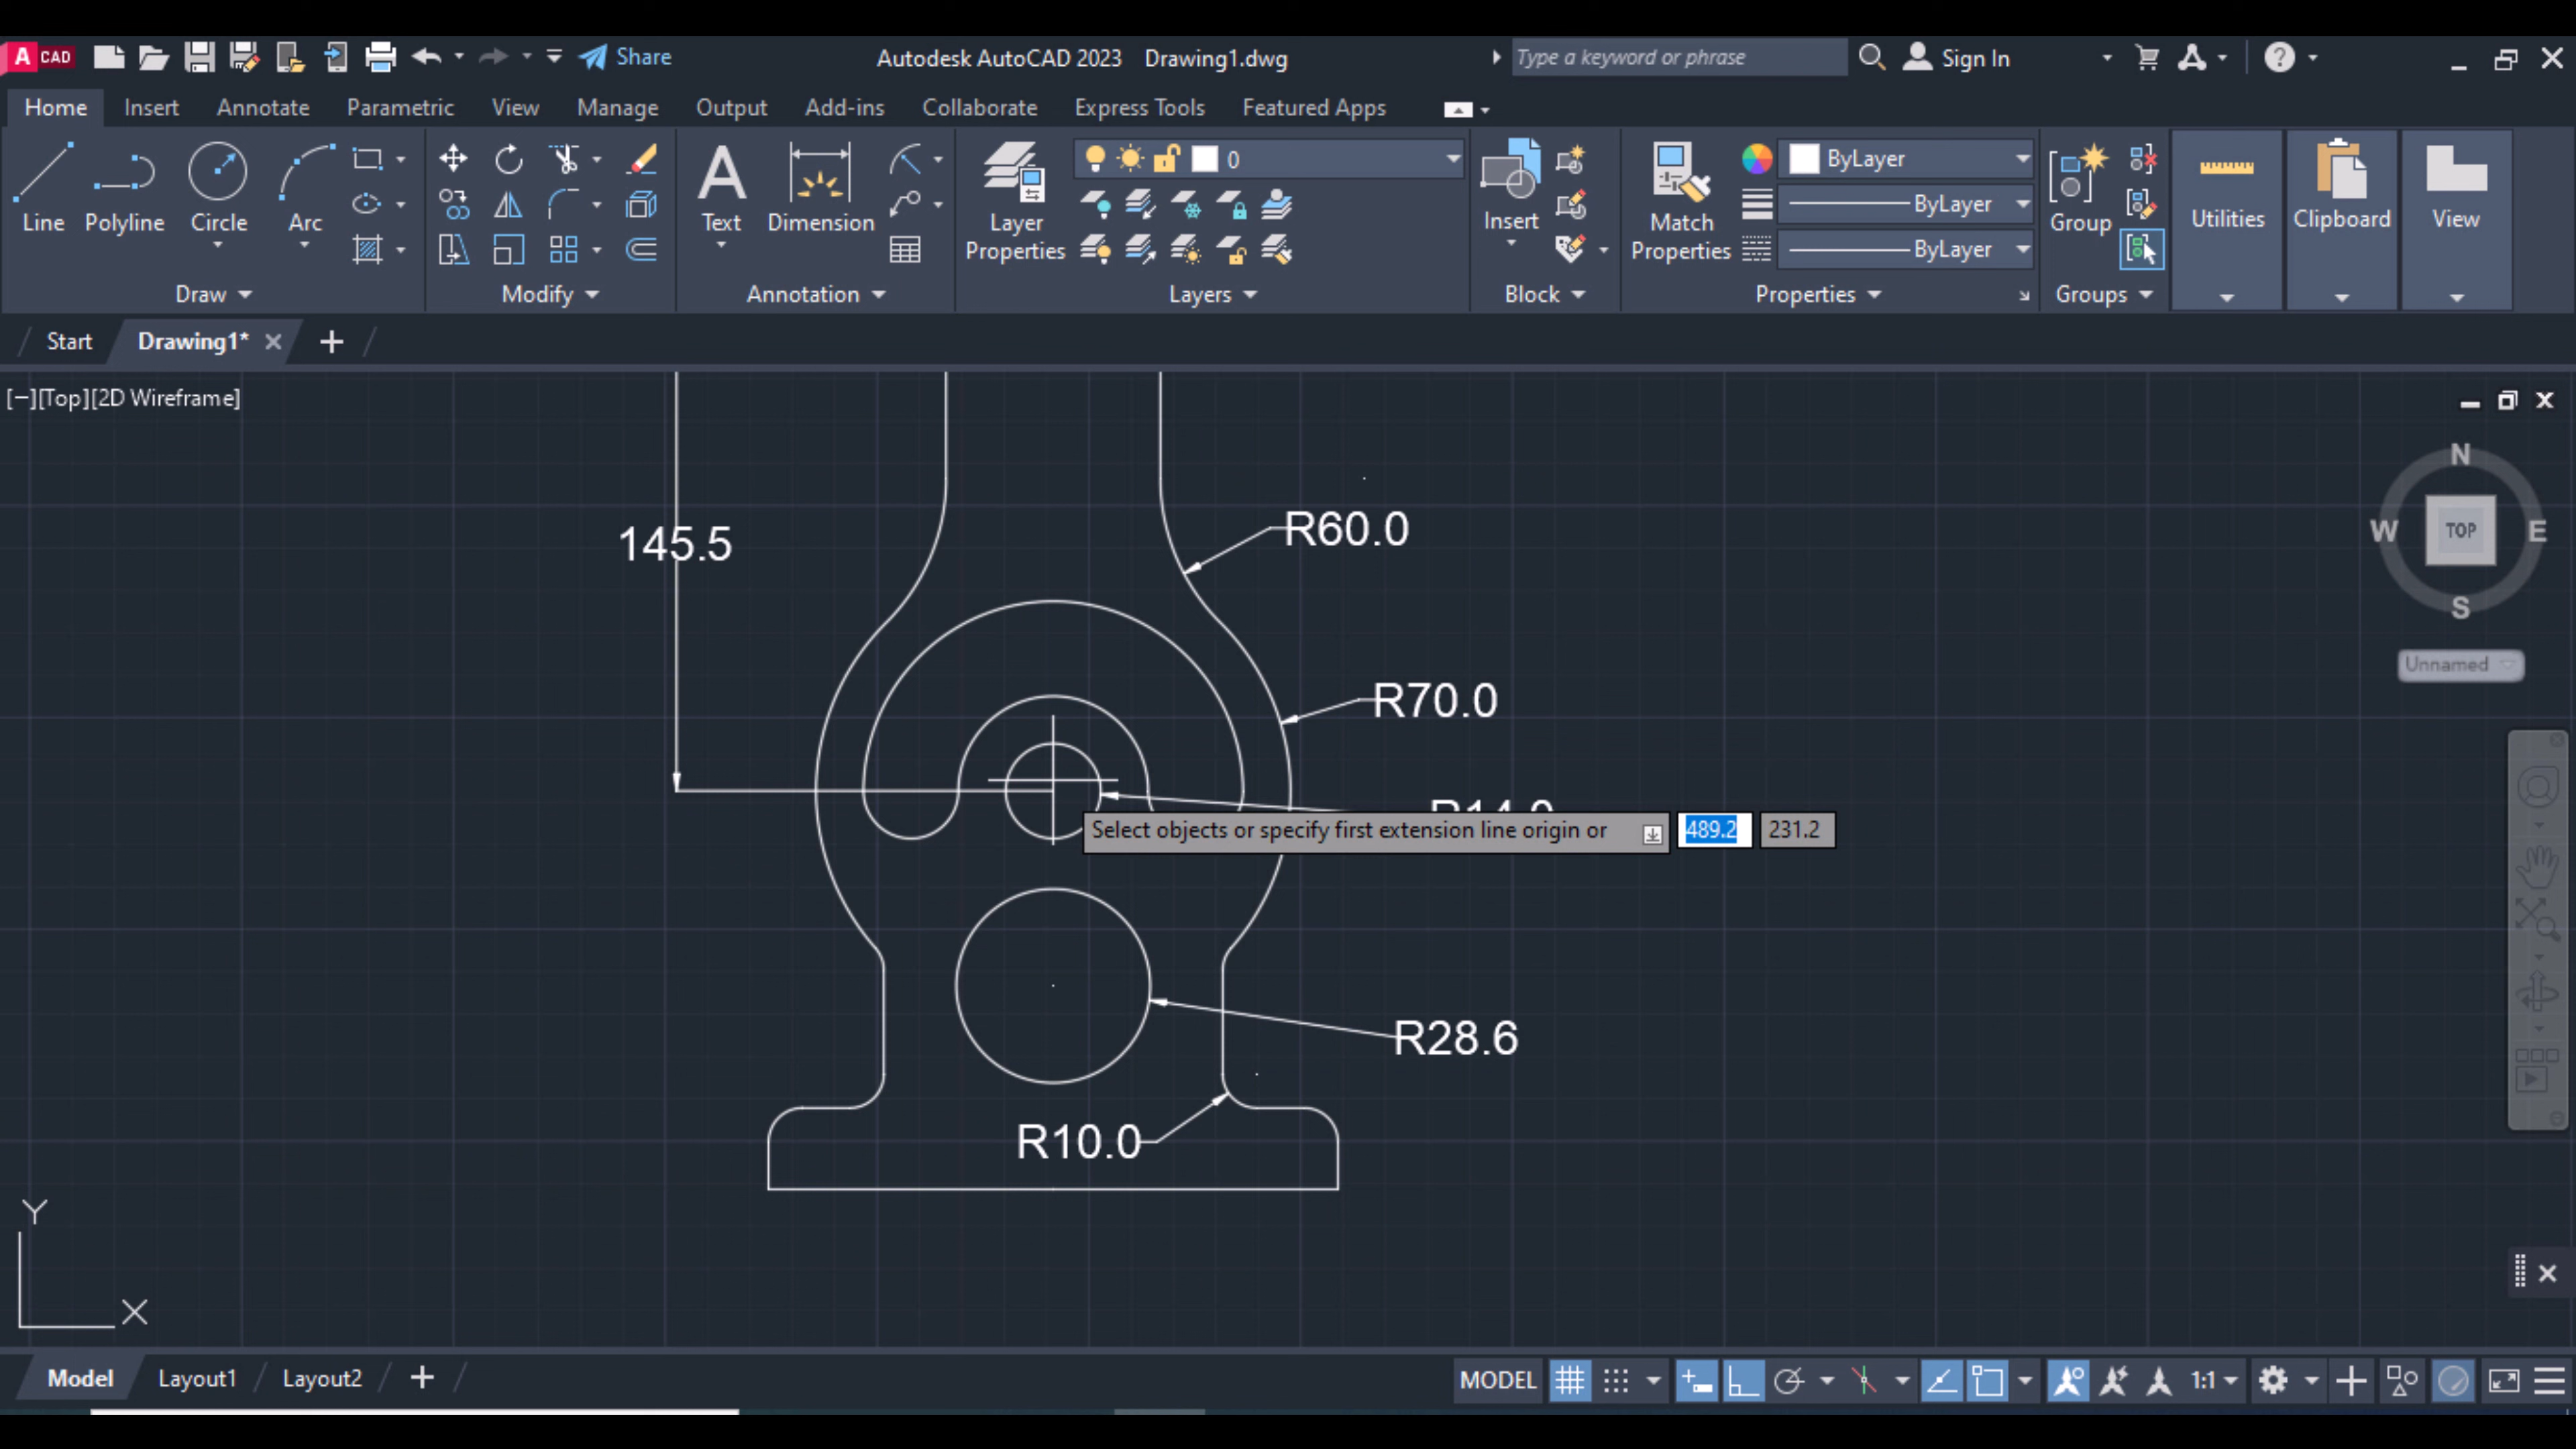 A CAD Share Autodesk AutoCAD 2023 Drawing1.dwg Type a keyword or phrase Sign In
Home Insert Annotate Parametric View Manage Output Add-ins Collaborate Express Tools Featured Apps
0 ByLayer
A ByLayer
Line Polyline Circle Arc Text Dimension Layer Properties Insert Match Properties ByLayer Group Utilities Clipboard View
Draw Modify Annotation Layers Block Properties Groups
Start Drawing1*
[−][Top][2D Wireframe]
N
W TOP E
S
Unnamed
145.5
R60.0
R70.0
R14.0
Select objects or specify first extension line origin or 489.2 231.2
R28.6
R10.0
Y
X
Model Layout1 Layout2 MODEL 1:1